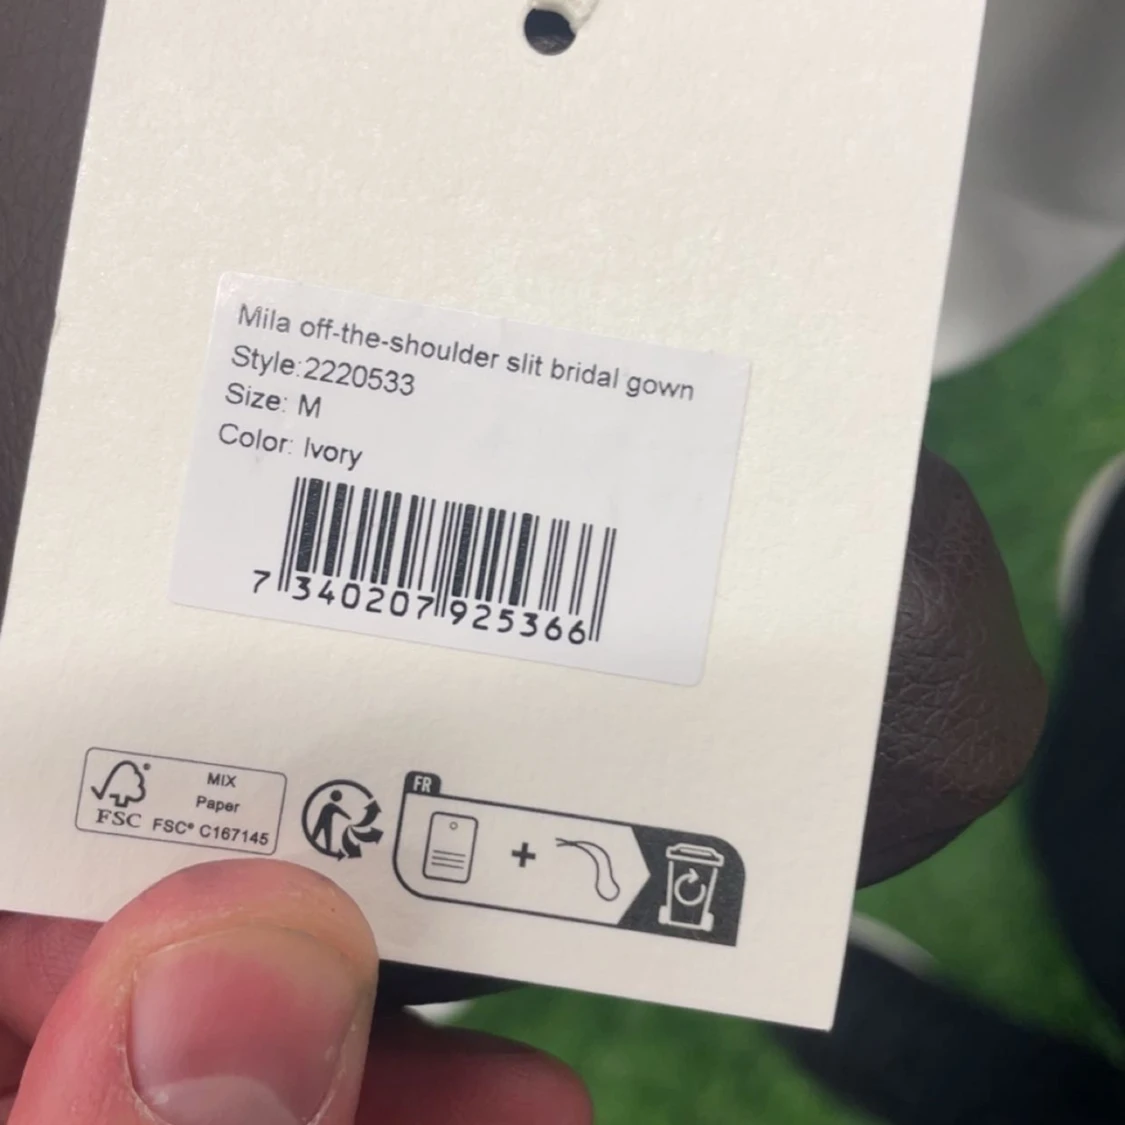 Mila off-the-shoulder slit bridal gown
Style:2220533
Size: M
Color: Ivory
7 340207 925366
MIX
Paper
FSC FSC® C167145
FR